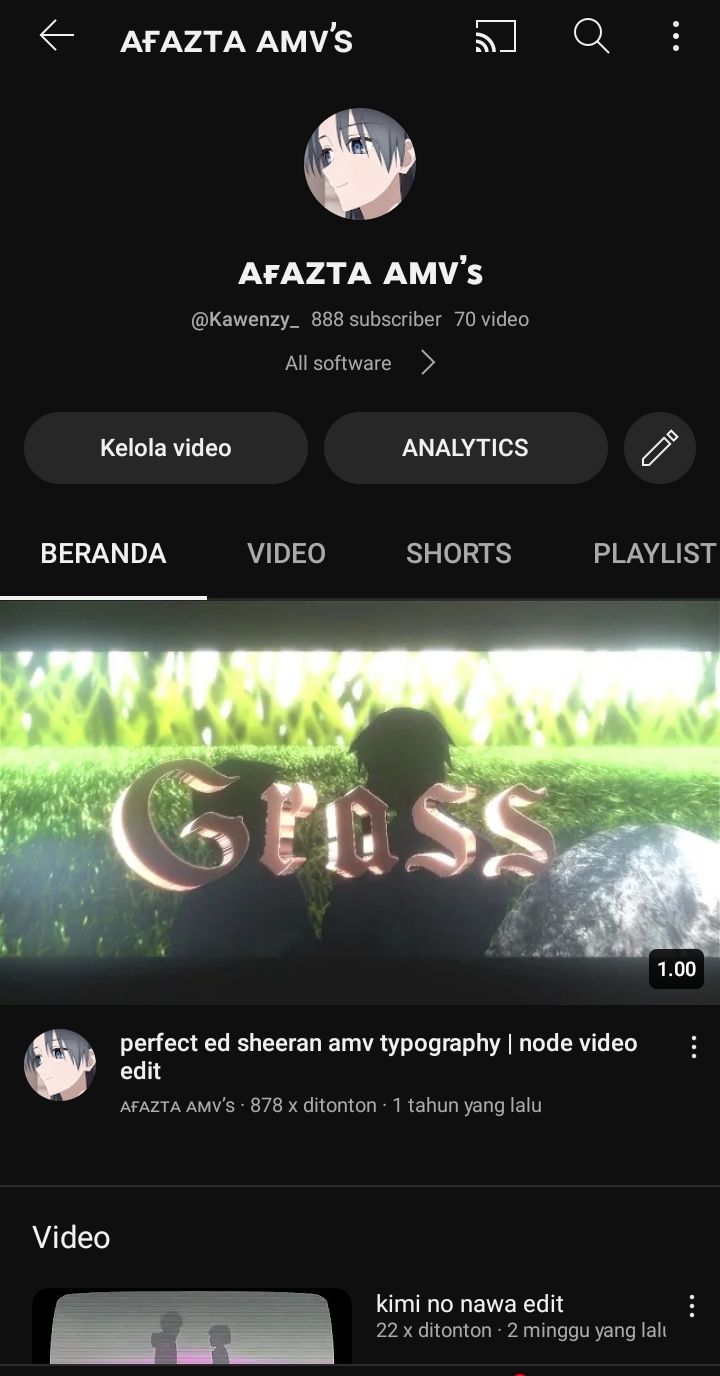 AFAZTA AMV'S
AFAZTA AMV's
@Kawenzy_ 888 subscriber 70 video
All software
Kelola video
ANALYTICS
BERANDA
VIDEO
SHORTS
PLAYLIST
Grass
1.00
perfect ed sheeran amv typography | node video
edit
AFAZTA AMV's · 878 x ditonton · 1 tahun yang lalu
Video
kimi no nawa edit
22 x ditonton · 2 minggu yang lalu